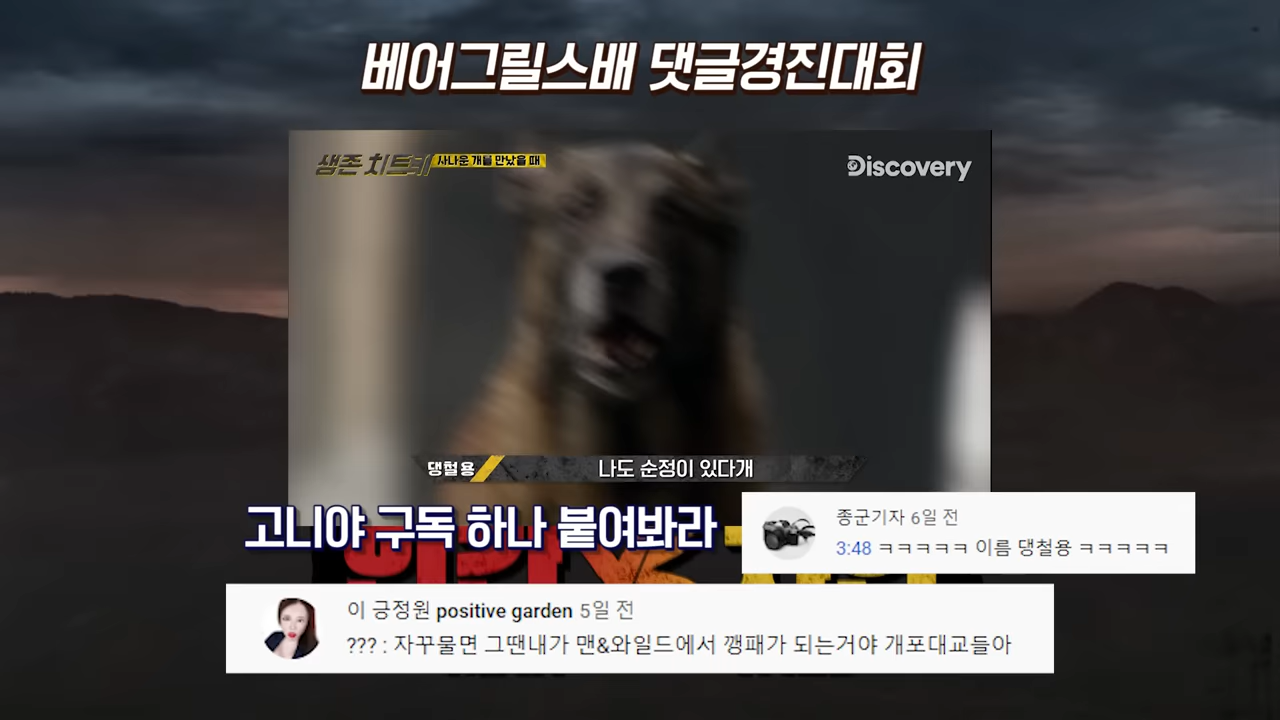 베어그릴스배 댓글경진대회
생존 치트키 사나운 개를 만났을 때
Discovery
댕철용
나도 순정이 있다개
고니야 구독 하나 붙여봐라
종군기자 6일 전
3:48 ㅋㅋㅋㅋㅋ 이름 댕철용 ㅋㅋㅋㅋㅋ
이 긍정원 positive garden 5일 전
??? : 자꾸물면 그땐내가 맨&와일드에서 깽패가 되는거야 개포대교들아